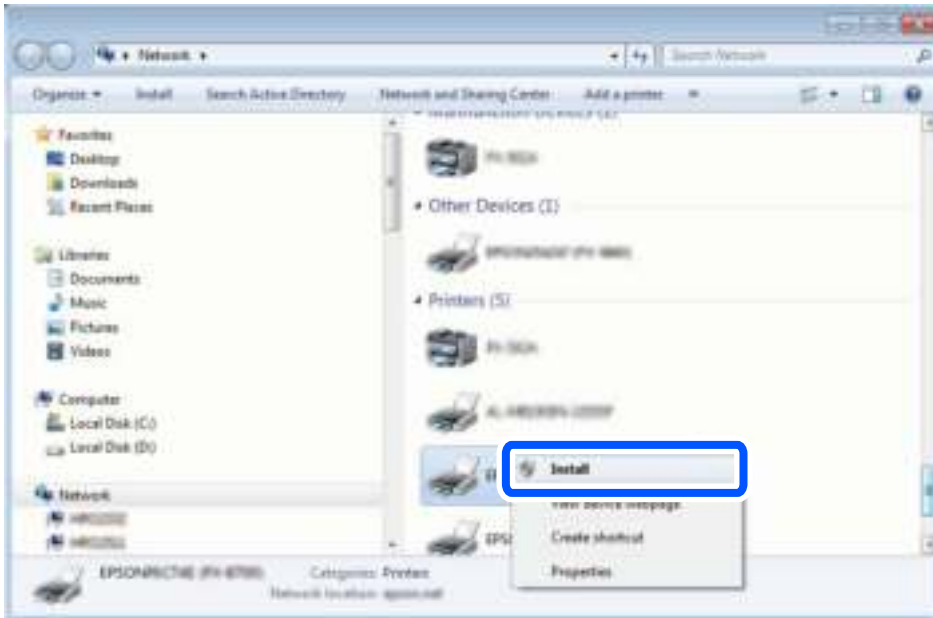 Network
Search Network
Organize
Install
Search Active Directory
Network and Sharing Center
Add a printer
Favorites
Desktop
Downloads
Recent Places
Libraries
Documents
Music
Pictures
Videos
Computer
Local Disk (C:)
Local Disk (D:)
Network
Other Devices (1)
Printers (5)
Install
View device webpage
Create shortcut
Properties
Categories: Printers
Network location: